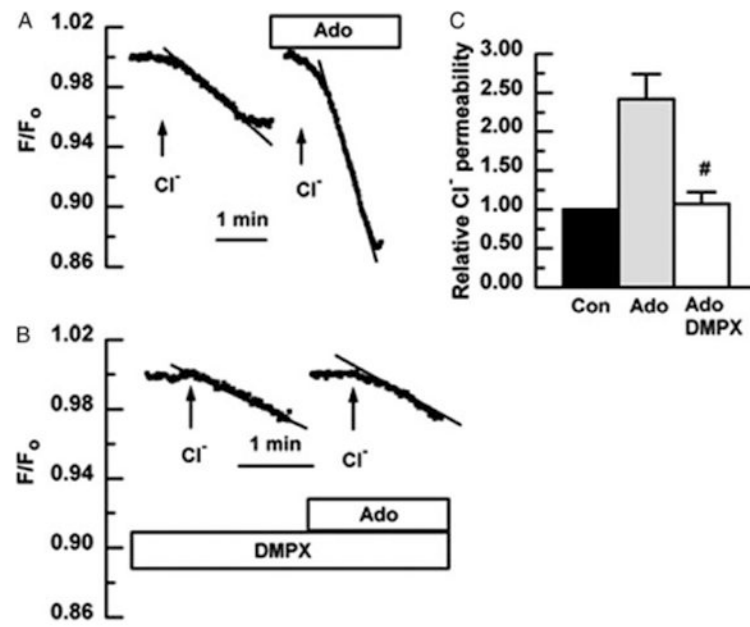 A
1.02
0.98
0.94
0.90
0.86
F/Fo
Cl-
1 min
Ado
Cl-
C
3.00
2.50
2.00
1.50
1.00
0.50
0.00
Relative Cl- permeability
#
Con Ado Ado
DMPX
B
1.02
0.98
0.94
0.90
0.86
F/Fo
Cl-
1 min
Cl-
Ado
DMPX